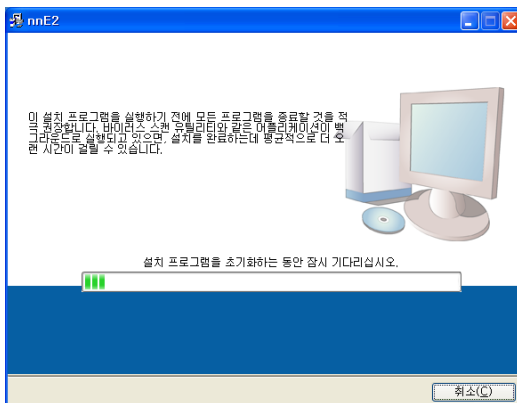 nnE2
이 설치 프로그램을 실행하기 전에 모든 프로그램을 종료할 것을 적
극 권장합니다. 바이러스 스캔 유틸리티와 같은 어플리케이션이 백
그라운드로 실행되고 있으면, 설치를 완료하는데 평균적으로 더 오
랜 시간이 걸릴 수 있습니다.
설치 프로그램을 초기화하는 동안 잠시 기다리십시오.
취소(C)